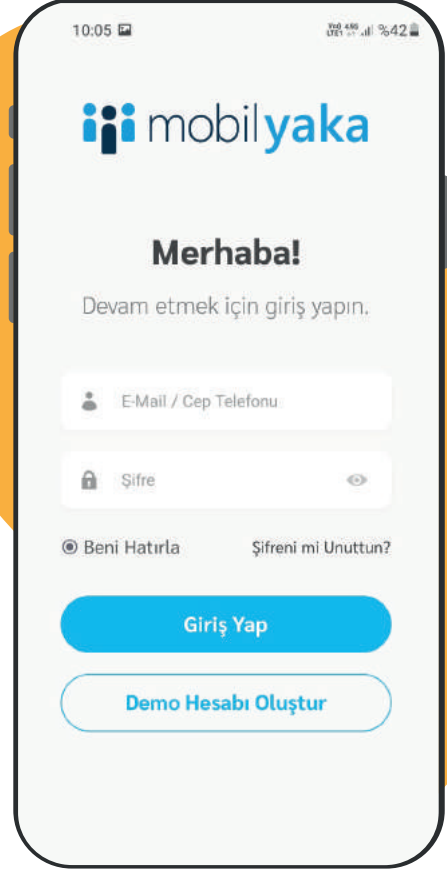 10:05 %42
mobilyaka
Merhaba!
Devam etmek için giriş yapın.
E-Mail / Cep Telefonu
Şifre
Beni Hatırla Şifreni mi Unuttun?
Giriş Yap
Demo Hesabı Oluştur